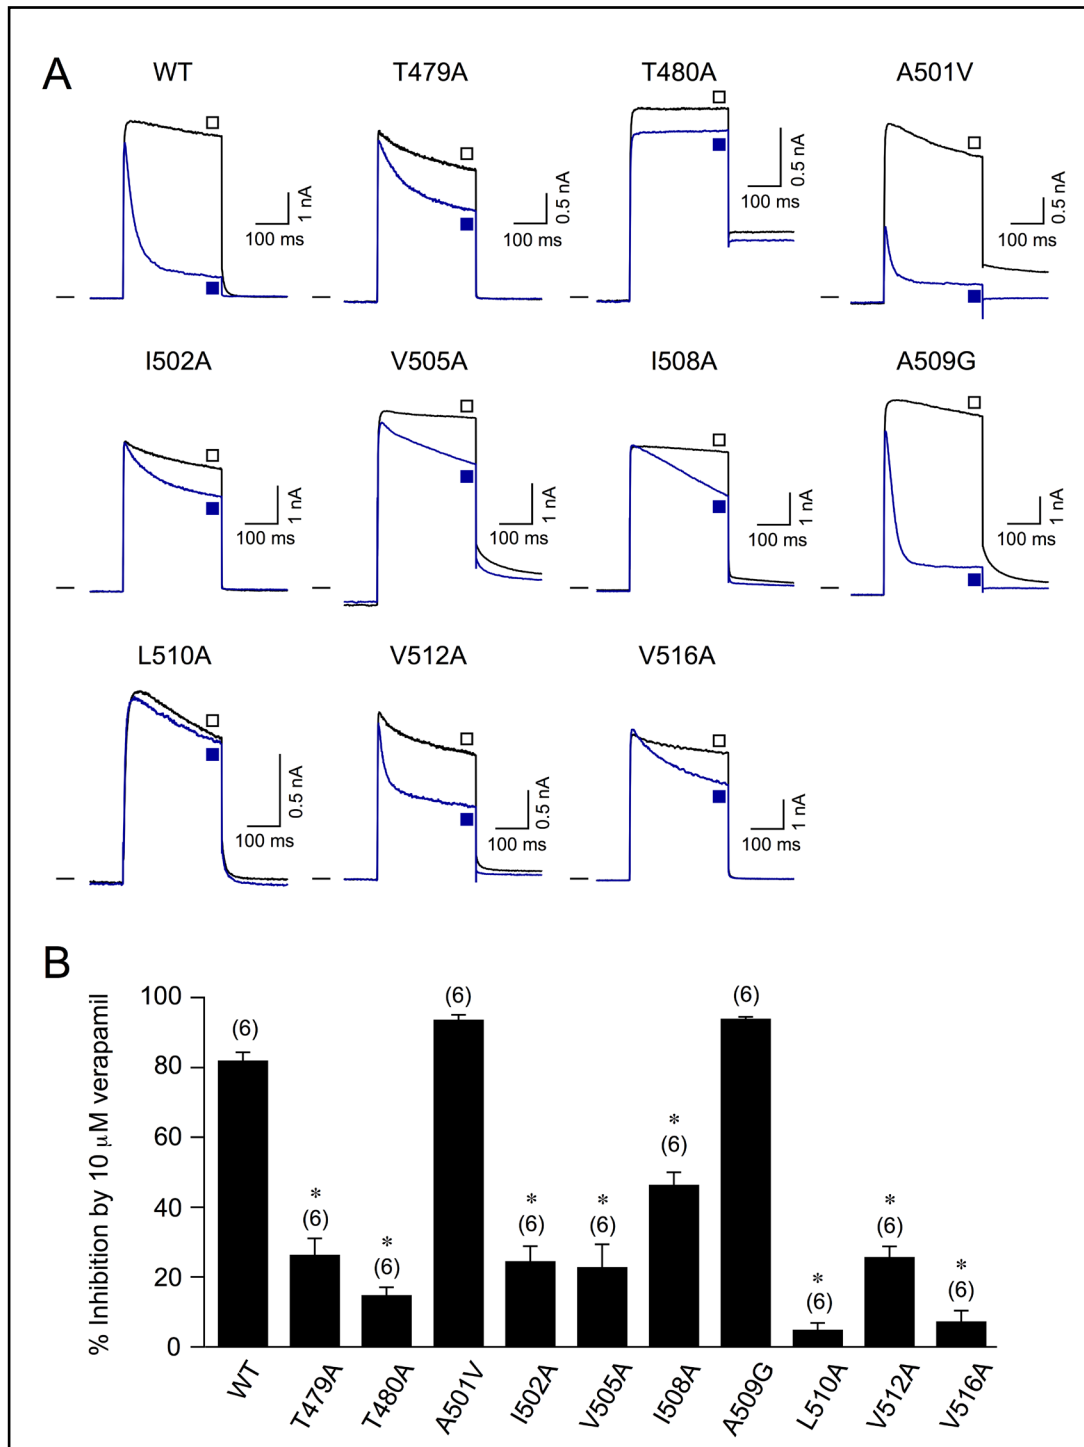 A
WT
T479A
T480A
A501V
1 nA
100 ms
0.5 nA
100 ms
0.5 nA
100 ms
0.5 nA
100 ms
I502A
V505A
I508A
A509G
1 nA
100 ms
1 nA
100 ms
1 nA
100 ms
1 nA
100 ms
L510A
V512A
V516A
0.5 nA
100 ms
0.5 nA
100 ms
1 nA
100 ms
B
% Inhibition by 10 μM verapamil
100
80
60
40
20
0
(6)
*
(6)
*
(6)
(6)
*
(6)
*
(6)
*
(6)
(6)
*
(6)
*
(6)
*
(6)
WT
T479A
T480A
A501V
I502A
V505A
I508A
A509G
L510A
V512A
V516A